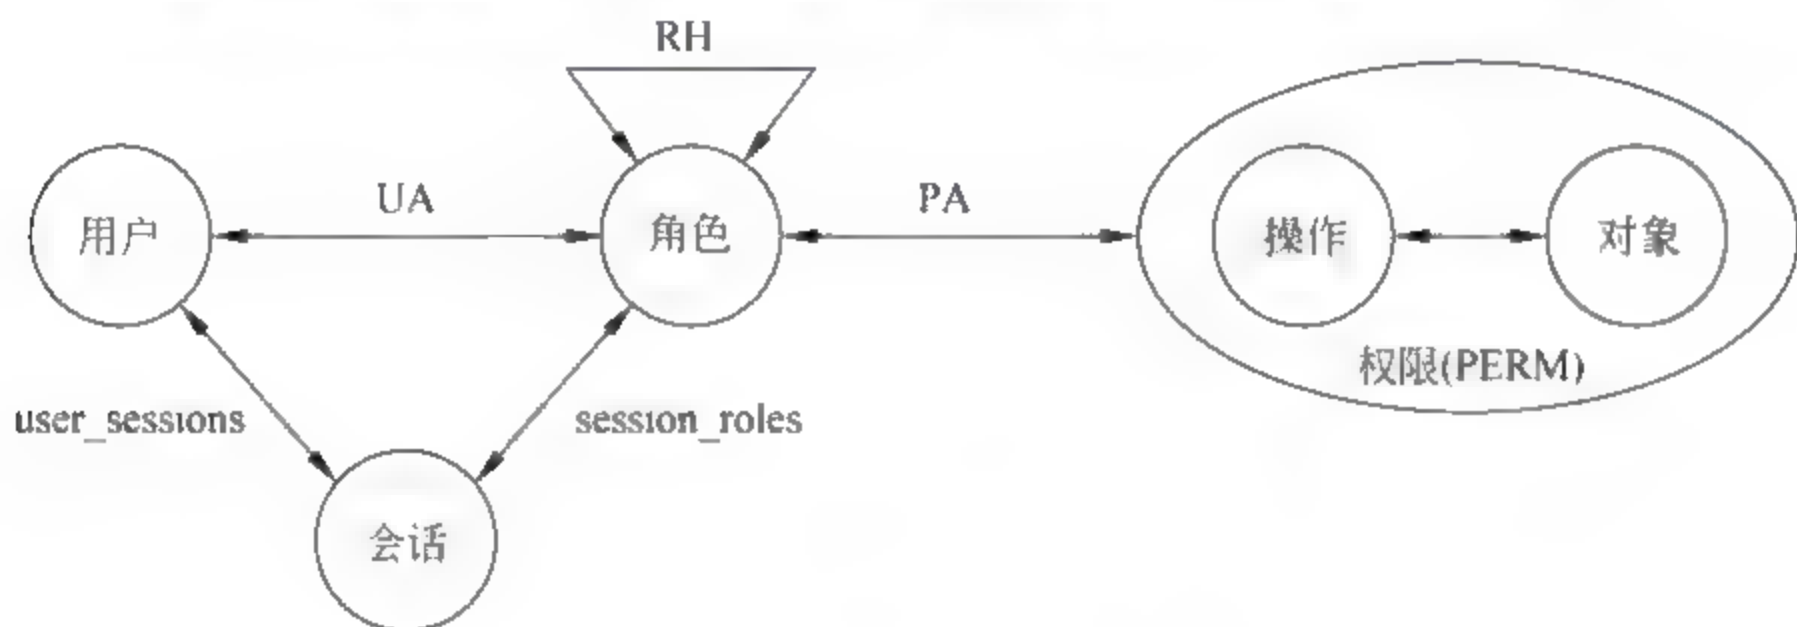 RH
用户
UA
角色
PA
操作
对象
权限(PERM)
user_sessions
session_roles
会话